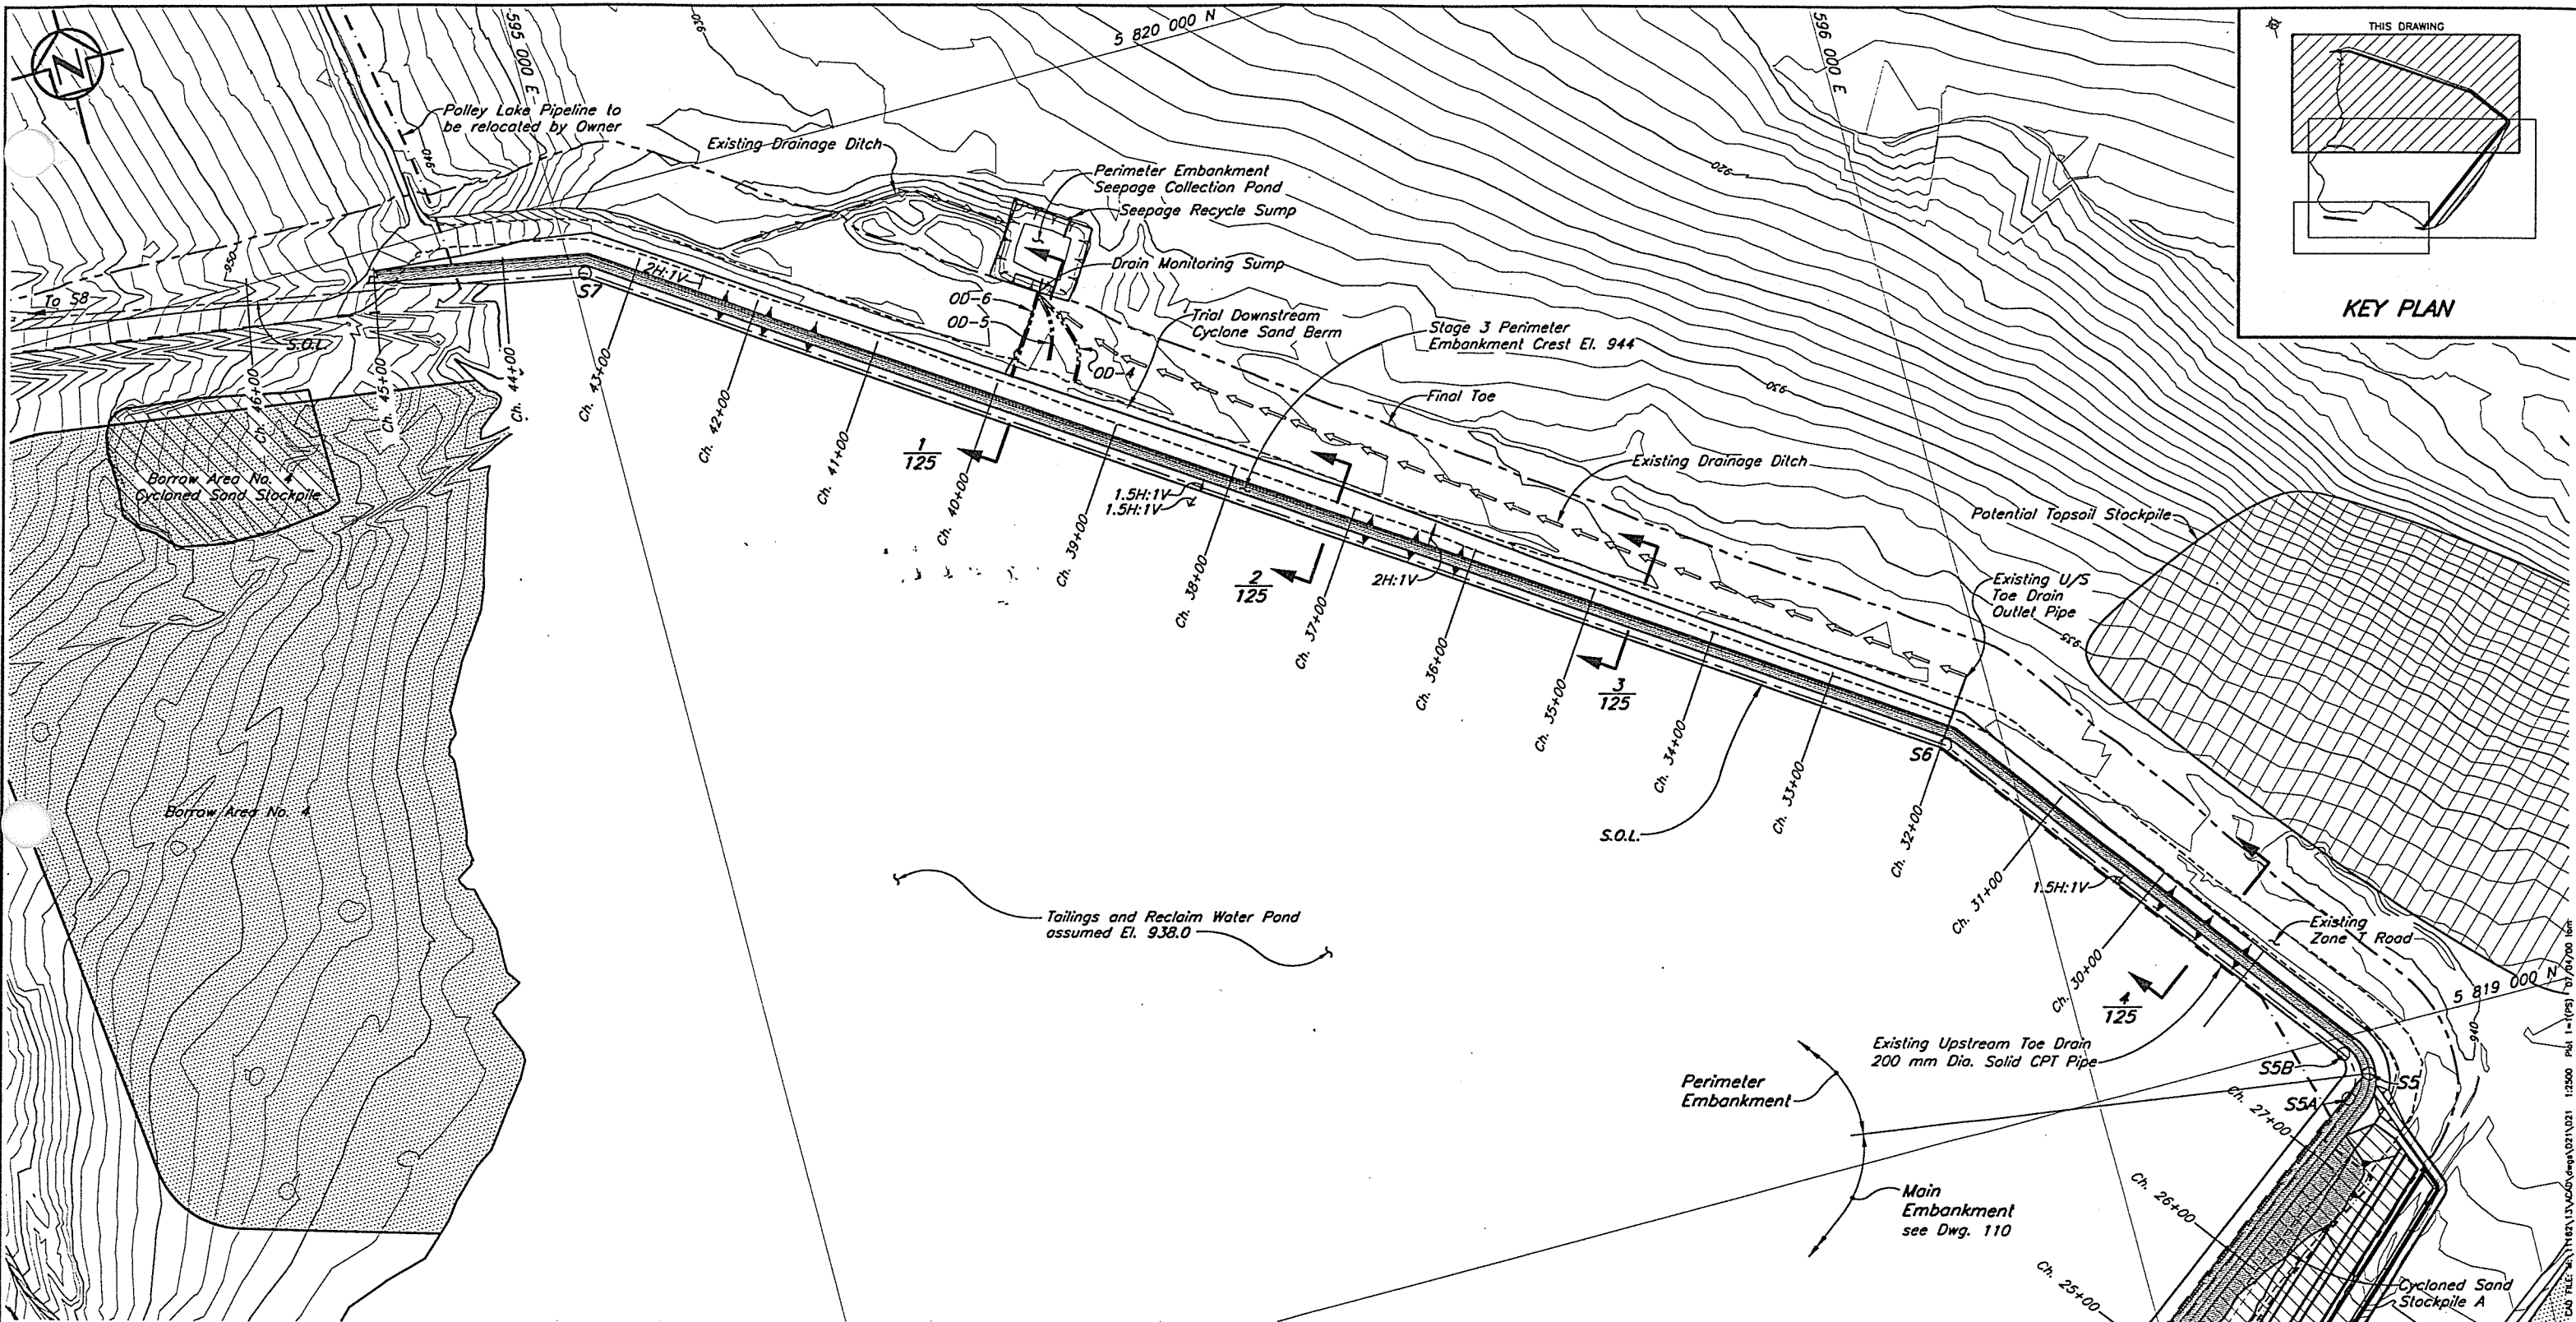 N
595 000 E
930
5 820 000 N
596 000 E
THIS DRAWING
KEY PLAN
Polley Lake Pipeline to
be relocated by Owner
940
Existing Drainage Ditch
Perimeter Embankment
Seepage Collection Pond
Seepage Recycle Sump
Drain Monitoring Sump
920
950
To S8
S.O.L.
S7
2H:1V
OD-6
OD-5
OD-4
Trial Downstream
Cyclone Sand Berm
Stage 3 Perimeter
Embankment Crest El. 944
930
Final Toe
Existing Drainage Ditch
Potential Topsoil Stockpile
Existing U/S
Toe Drain
Outlet Pipe
935
Ch. 46+00
Ch. 45+00
Ch. 44+00
Ch. 43+00
Ch. 42+00
Ch. 41+00
Ch. 40+00
Ch. 39+00
Ch. 38+00
Ch. 37+00
Ch. 36+00
Ch. 35+00
Ch. 34+00
Ch. 33+00
Ch. 32+00
Ch. 31+00
Ch. 30+00
1
125
1.5H:1V
1.5H:1V
2
125
2H:1V
3
125
Borrow Area No. 4
Cycloned Sand Stockpile
Borrow Area No. 4
S6
S.O.L.
1.5H:1V
Existing
Zone T Road
4
125
5 819 000 N
940
Tailings and Reclaim Water Pond
assumed El. 938.0
Existing Upstream Toe Drain
200 mm Dia. Solid CPT Pipe
Perimeter
Embankment
S5B
S5
S5A
Ch. 27+00
Ch. 26+00
Ch. 25+00
Main
Embankment
see Dwg. 110
Cycloned Sand
Stockpile A